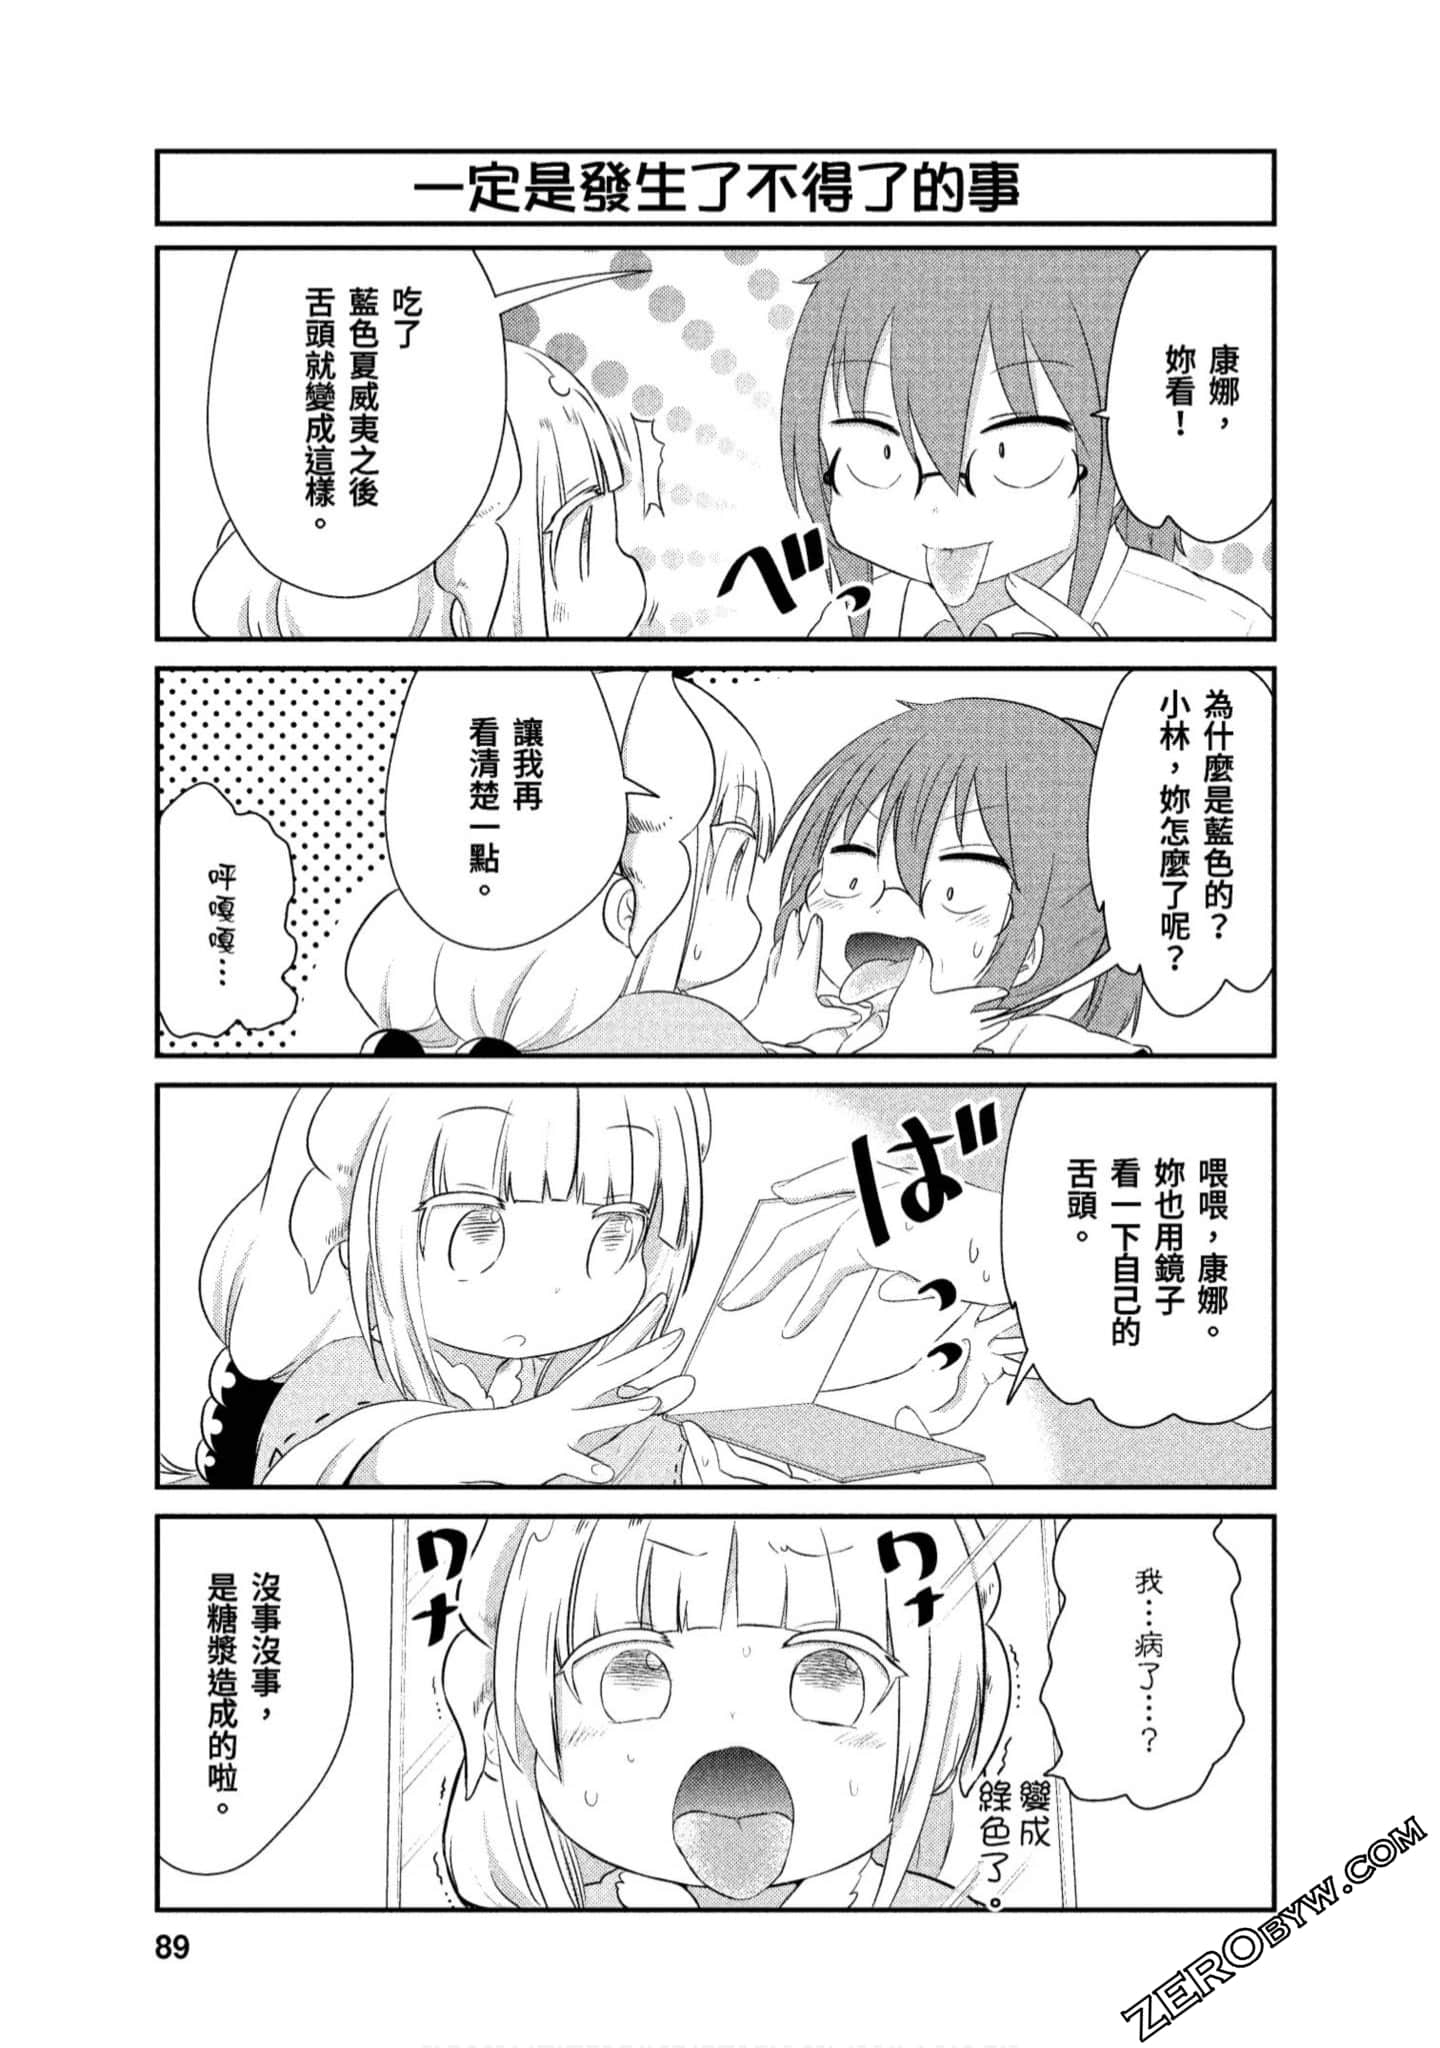 一定是發生了不得了的事
康娜，
妳看！
吃了
藍色夏威夷之後
舌頭就變成這樣。
べッ
為什麼是藍色的？
小林，妳怎麼了呢？
讓我再
看清楚一點。
呼嘎嘎…
喂喂，康娜。
妳也用鏡子
看一下自己的
舌頭。
ばっ
我…病了…？
ワナ
ワナ
變成
綠色了。
沒事沒事，
是糖漿造成的啦。
89
ZEROBYW.COM